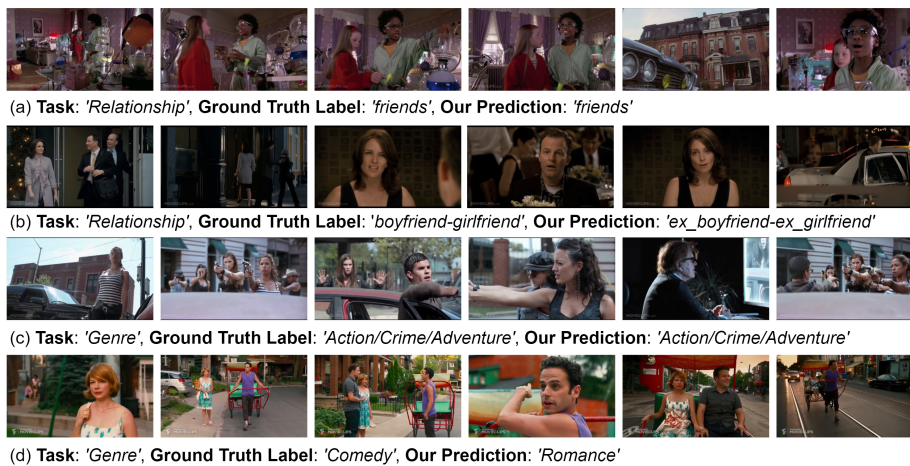 (a) Task: 'Relationship', Ground Truth Label: 'friends', Our Prediction: 'friends'
(b) Task: 'Relationship', Ground Truth Label: 'boyfriend-girlfriend', Our Prediction: 'ex_boyfriend-ex_girlfriend'
(c) Task: 'Genre', Ground Truth Label: 'Action/Crime/Adventure', Our Prediction: 'Action/Crime/Adventure'
(d) Task: 'Genre', Ground Truth Label: 'Comedy', Our Prediction: 'Romance'